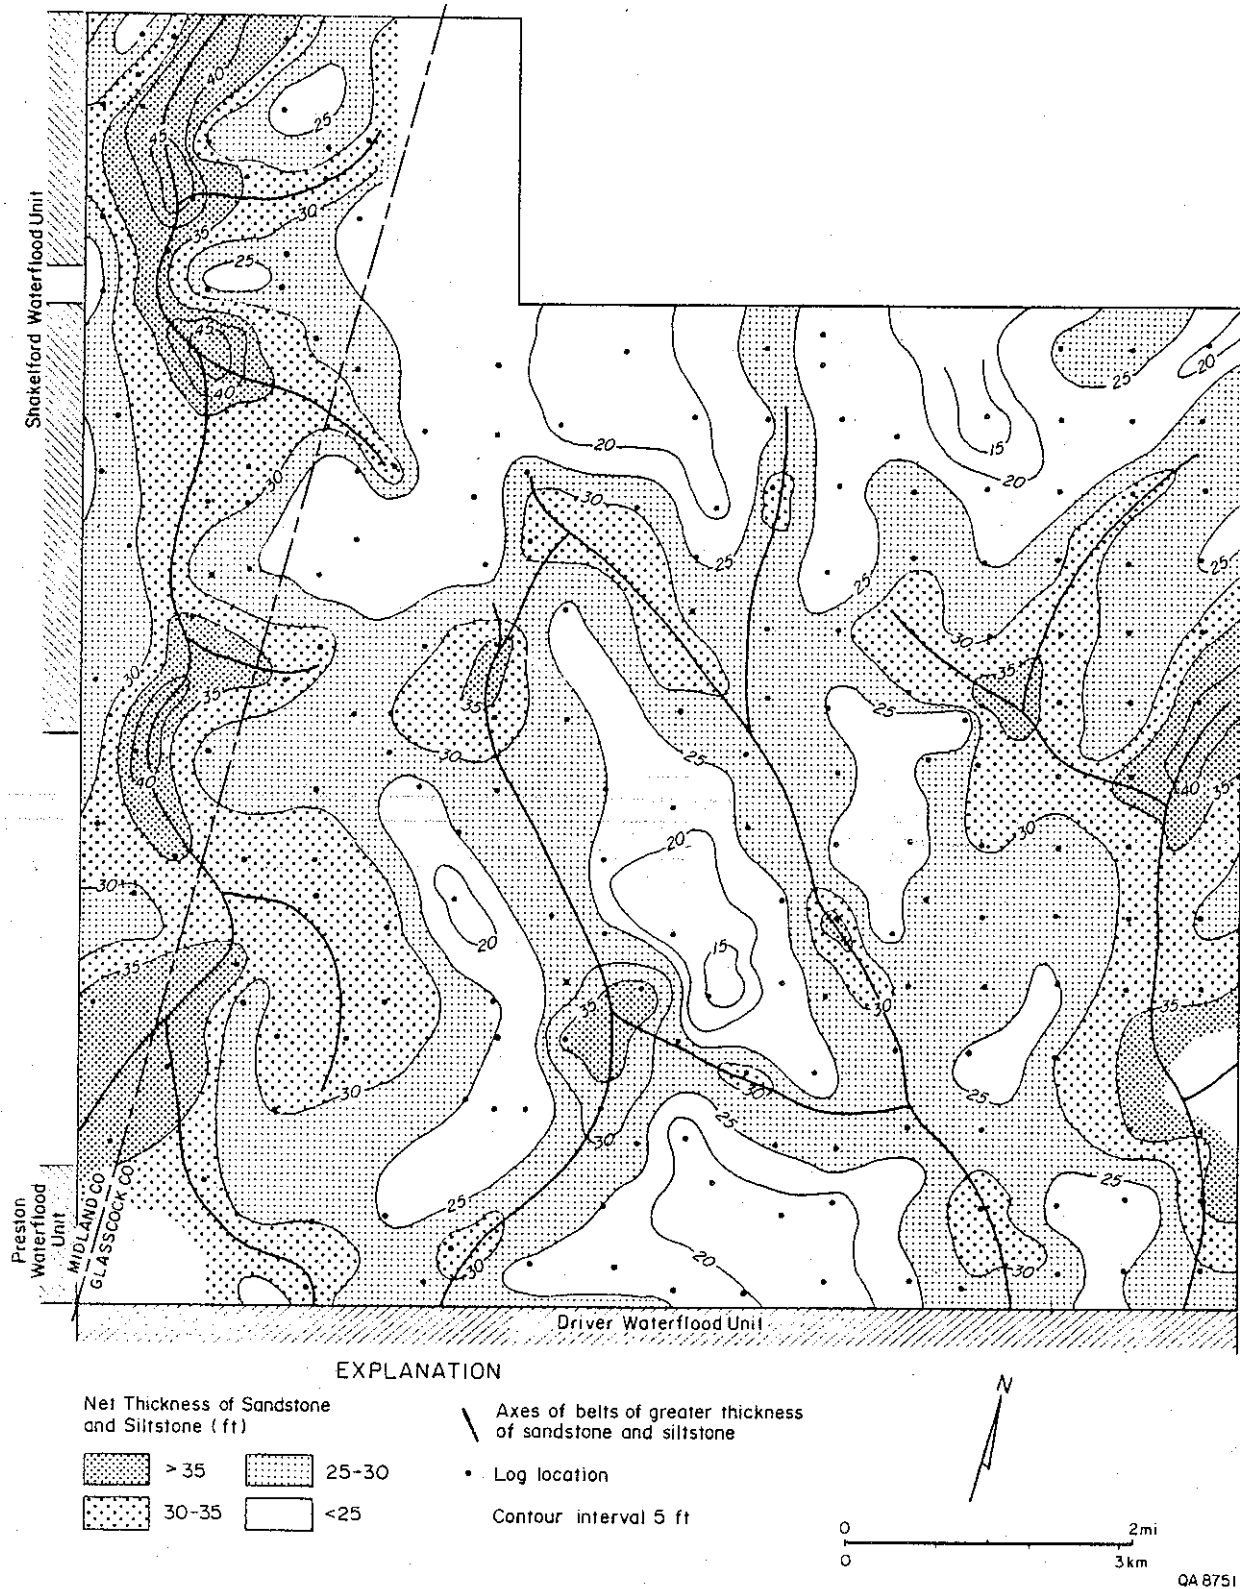 40
25
45
30
35
25
45
40
30
Shakelford Waterflood Unit
20
25
15
20
20
30
25
25
25
30
35
30
35
35
30
25
25
40
35
40
30
20
30
20
15
35
30
35
35
30
30
25
25
30
25
25
20
30
30
Preston
Waterflood
Unit
MIDLAND CO
GLASSCOCK CO
Driver Waterflood Unit
EXPLANATION
Net Thickness of Sandstone
and Siltstone (ft)
>35
25-30
30-35
<25
Axes of belts of greater thickness
of sandstone and siltstone
Log location
Contour interval 5 ft
N
0 2mi
0 3km
QA 8751